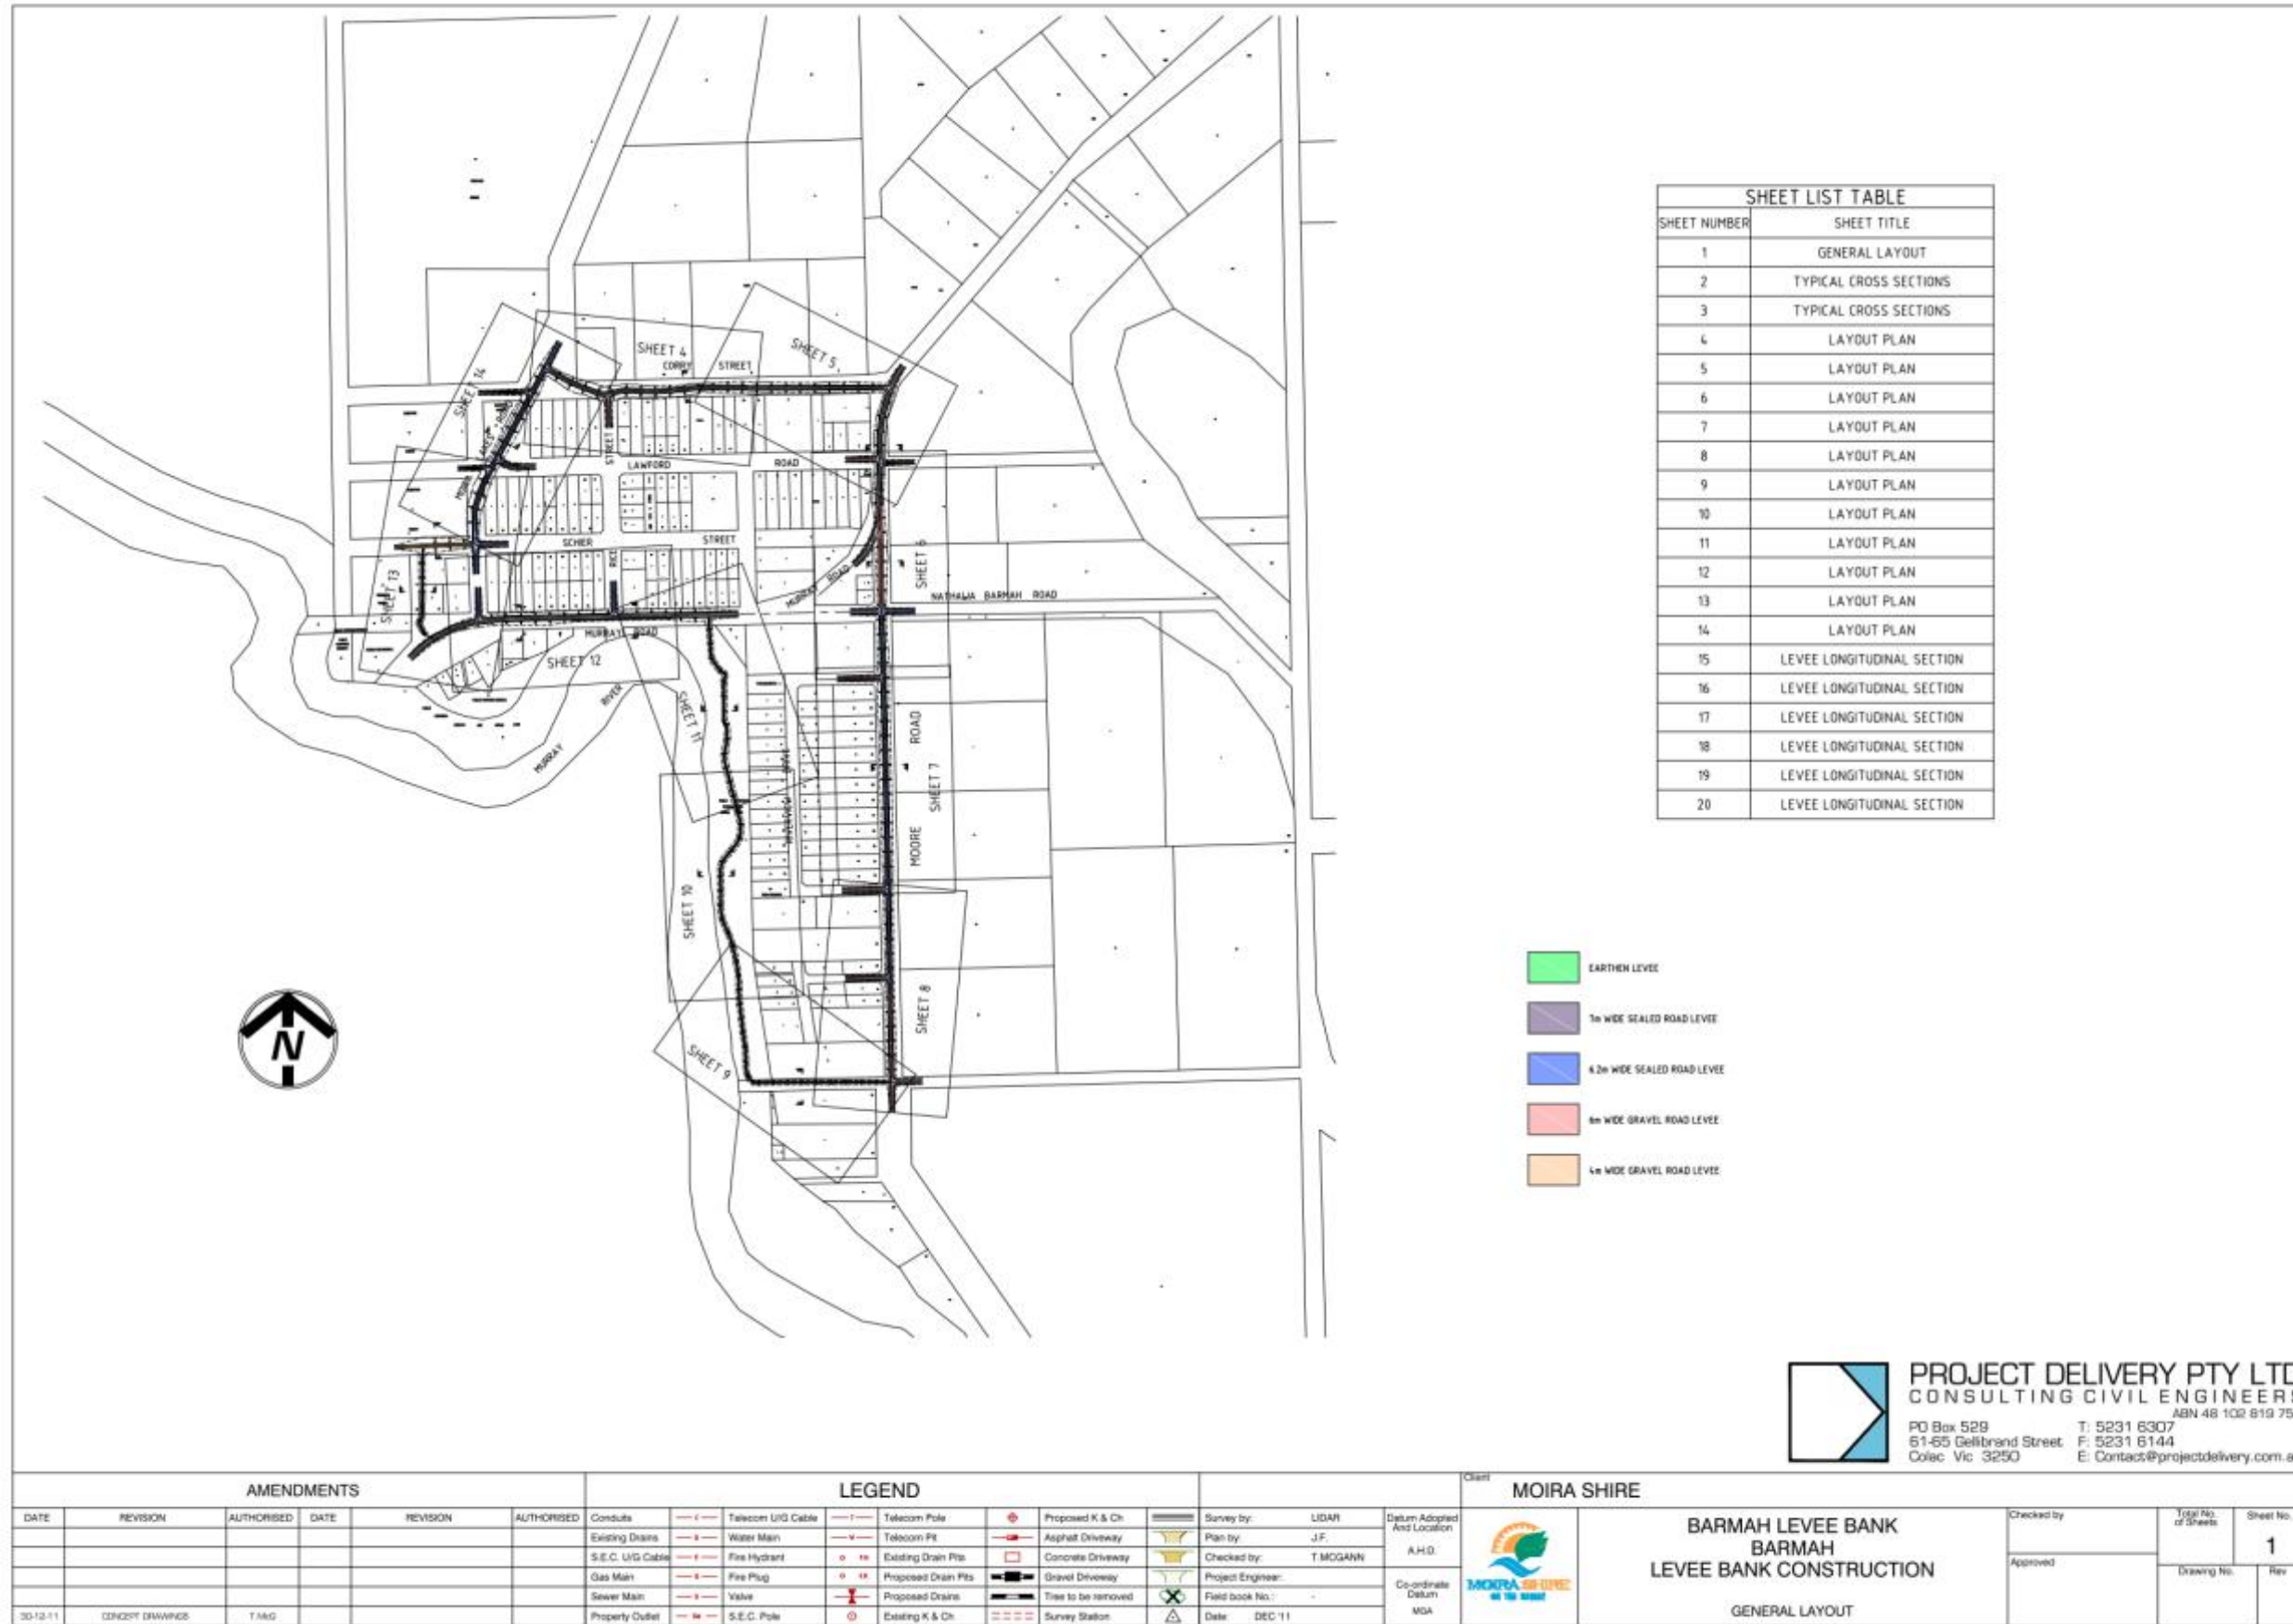 SHEET 4
SHEET 5
CORRY STREET
SHEET 14
STREET
LAWFORD ROAD
SCHIER STREET
RICE
SHEET 13
MURRAY ROAD
SHEET 6
NATHALIA BARMAH ROAD
MURRAY ROAD
SHEET 12
RIVER
MURRAY
SHEET 11
MOORE ROAD
SHEET 7
SHEET 10
SHEET 8
SHEET 9
N
SHEET LIST TABLE
SHEET NUMBER SHEET TITLE
1 GENERAL LAYOUT
2 TYPICAL CROSS SECTIONS
3 TYPICAL CROSS SECTIONS
4 LAYOUT PLAN
5 LAYOUT PLAN
6 LAYOUT PLAN
7 LAYOUT PLAN
8 LAYOUT PLAN
9 LAYOUT PLAN
10 LAYOUT PLAN
11 LAYOUT PLAN
12 LAYOUT PLAN
13 LAYOUT PLAN
14 LAYOUT PLAN
15 LEVEE LONGITUDINAL SECTION
16 LEVEE LONGITUDINAL SECTION
17 LEVEE LONGITUDINAL SECTION
18 LEVEE LONGITUDINAL SECTION
19 LEVEE LONGITUDINAL SECTION
20 LEVEE LONGITUDINAL SECTION
EARTHEN LEVEE
7m WIDE SEALED ROAD LEVEE
6.2m WIDE SEALED ROAD LEVEE
6m WIDE GRAVEL ROAD LEVEE
4m WIDE GRAVEL ROAD LEVEE
PROJECT DELIVERY PTY LTD
CONSULTING CIVIL ENGINEERS
ABN 48 102 819 75
PO Box 529 T: 5231 6307
61-65 Gellibrand Street F: 5231 6144
Colac Vic 3250 E: Contact@projectdelivery.com.a
AMENDMENTS
DATE REVISION AUTHORISED DATE REVISION AUTHORISED
30-12-11 CONCEPT DRAWINGS T.McG
LEGEND
Conduits Telecom U/G Cable Telecom Pole Proposed K & Ch
Existing Drains Water Main Telecom Pit Asphalt Driveway
S.E.C. U/G Cable Fire Hydrant Existing Drain Pits Concrete Driveway
Gas Main Fire Plug Proposed Drain Pits Gravel Driveway
Sewer Main Valve Proposed Drains Tree to be removed
Property Outlet S.E.C. Pole Existing K & Ch Survey Station
Survey by: LIDAR
Plan by: J.F.
Checked by: T.MCGANN
Project Engineer:
Field book No.: -
Date: DEC '11
Datum Adopted
And Location
A.H.D.
Co-ordinate
Datum
MGA
Client
MOIRA SHIRE
MOIRA SHIRE
BARMAH LEVEE BANK
BARMAH
LEVEE BANK CONSTRUCTION
GENERAL LAYOUT
Checked by
Approved
Total No.
of Sheets
Sheet No.
1
Drawing No.
Rev